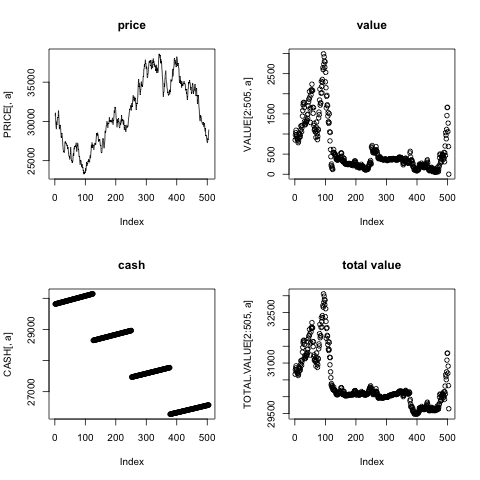 price
PRICE[, a]
25000 30000 35000
0 100 200 300 400 500
Index
value
VALUE[2:505, a]
0 500 1500 2500
0 100 200 300 400 500
Index
cash
CASH[, a]
27000 29000
0 100 200 300 400 500
Index
total value
TOTAL.VALUE[2:505, a]
29500 31000 32500
0 100 200 300 400 500
Index